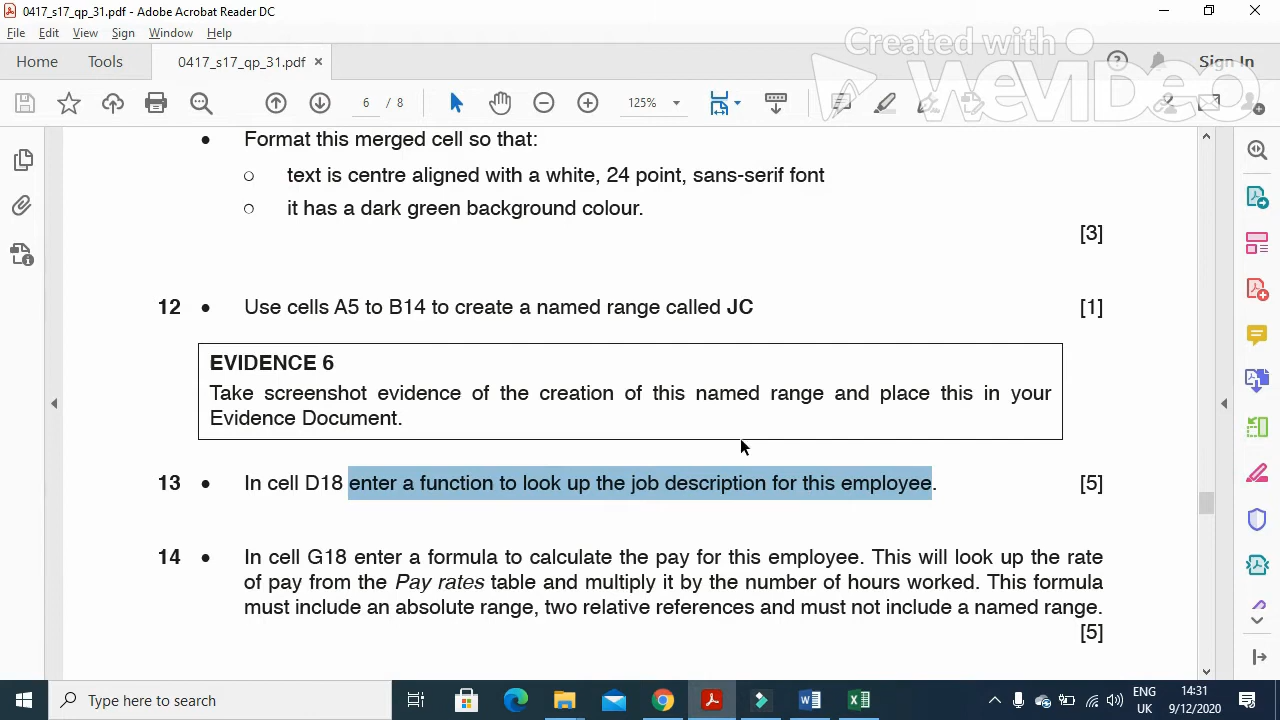 0417_s17_qp_31.pdf - Adobe Acrobat Reader DC
File Edit View Sign Window Help
Created with
wevideo
Home Tools 0417_s17_qp_31.pdf × Sign In
6 / 8 125%
• Format this merged cell so that:
○ text is centre aligned with a white, 24 point, sans-serif font
○ it has a dark green background colour.
[3]
12 • Use cells A5 to B14 to create a named range called JC [1]
EVIDENCE 6
Take screenshot evidence of the creation of this named range and place this in your
Evidence Document.
13 • In cell D18 enter a function to look up the job description for this employee. [5]
14 • In cell G18 enter a formula to calculate the pay for this employee. This will look up the rate
of pay from the Pay rates table and multiply it by the number of hours worked. This formula
must include an absolute range, two relative references and must not include a named range.
[5]
Type here to search
ENG 14:31
UK 9/12/2020